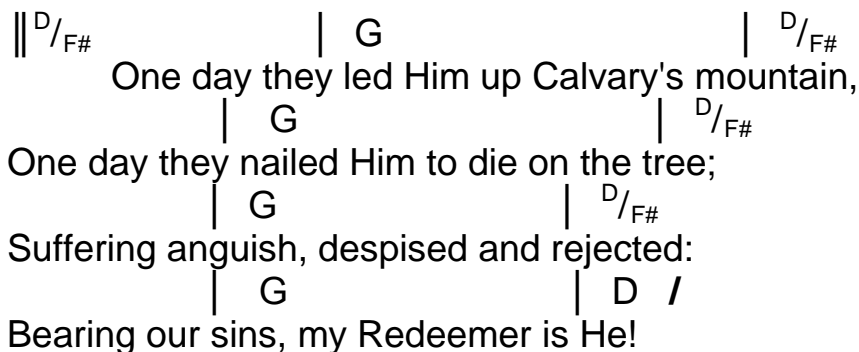 ‖ D/F# | G | D/F#
One day they led Him up Calvary's mountain,
| G | D/F#
One day they nailed Him to die on the tree;
| G | D/F#
Suffering anguish, despised and rejected:
| G | D /
Bearing our sins, my Redeemer is He!